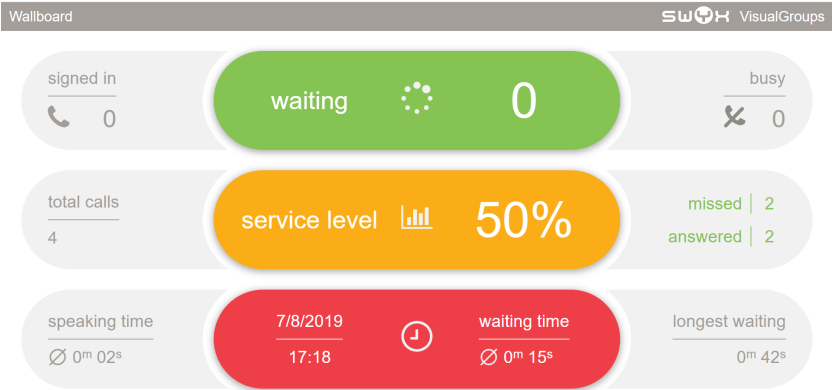 Wallboard
swyx VisualGroups
signed in
0
waiting
0
busy
0
total calls
4
service level
50%
missed 2
answered 2
speaking time
Ø 0m 02s
7/8/2019
17:18
waiting time
Ø 0m 15s
longest waiting
0m 42s